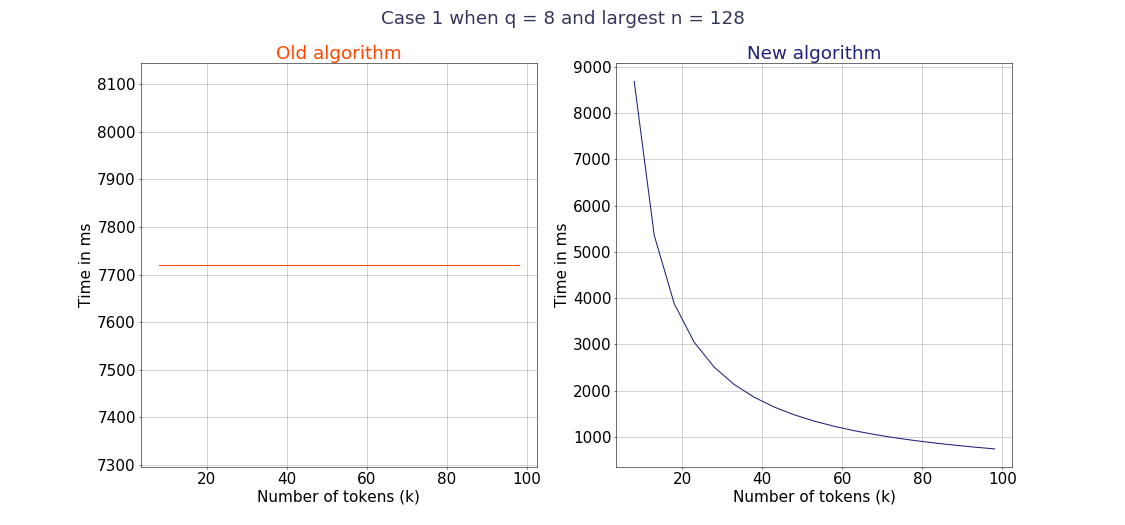 Case 1 when q = 8 and largest n = 128
Old algorithm
8100
8000
7900
7800
7700
7600
7500
7400
7300
Time in ms
20 40 60 80 100
Number of tokens (k)
New algorithm
9000
8000
7000
6000
5000
4000
3000
2000
1000
Time in ms
20 40 60 80 100
Number of tokens (k)